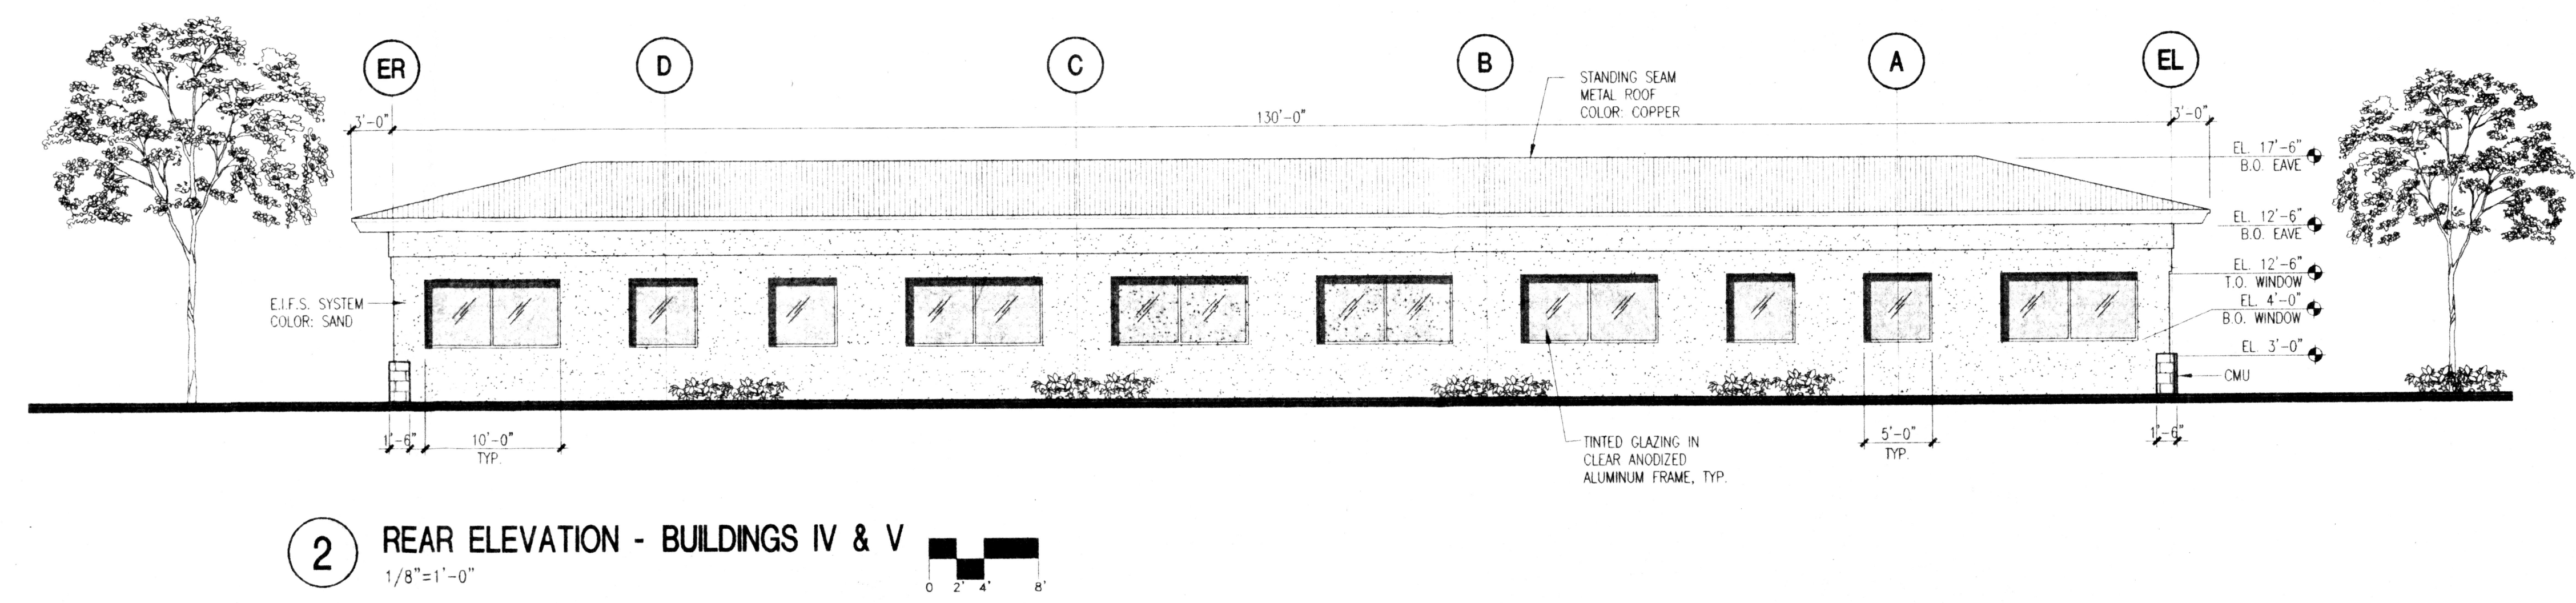 ER
D
C
B
A
EL
STANDING SEAM
METAL ROOF
COLOR: COPPER
3'-0"
130'-0"
3'-0"
EL. 17'-6"
B.O. EAVE
EL. 12'-6"
B.O. EAVE
EL. 12'-6"
T.O. WINDOW
EL. 4'-0"
B.O. WINDOW
EL. 3'-0"
CMU
E.I.F.S. SYSTEM
COLOR: SAND
1'-6"
10'-0"
TYP.
TINTED GLAZING IN
CLEAR ANODIZED
ALUMINUM FRAME, TYP.
5'-0"
TYP.
1'-6"
2
REAR ELEVATION - BUILDINGS IV & V
1/8"=1'-0"
0 2' 4' 8'